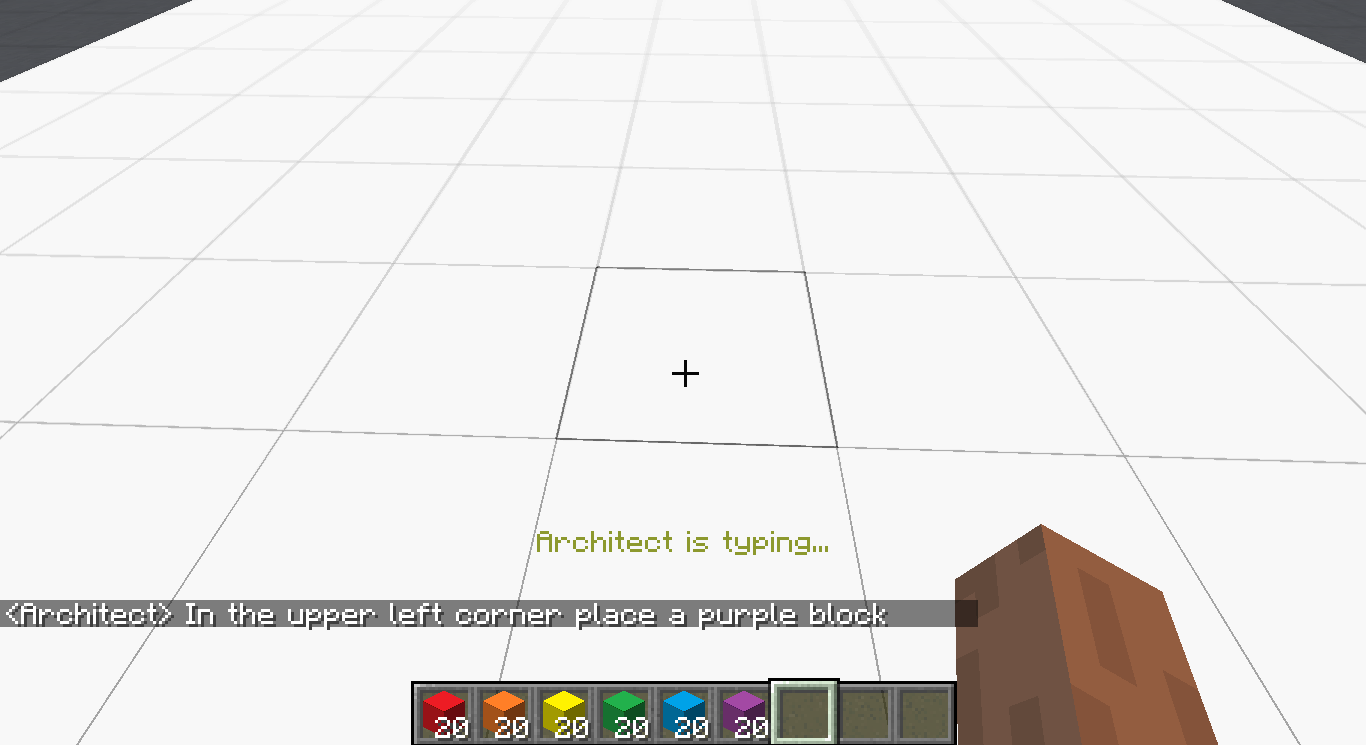 Architect is typing...
<Architect> In the upper left corner place a purple block
20 20 20 20 20 20